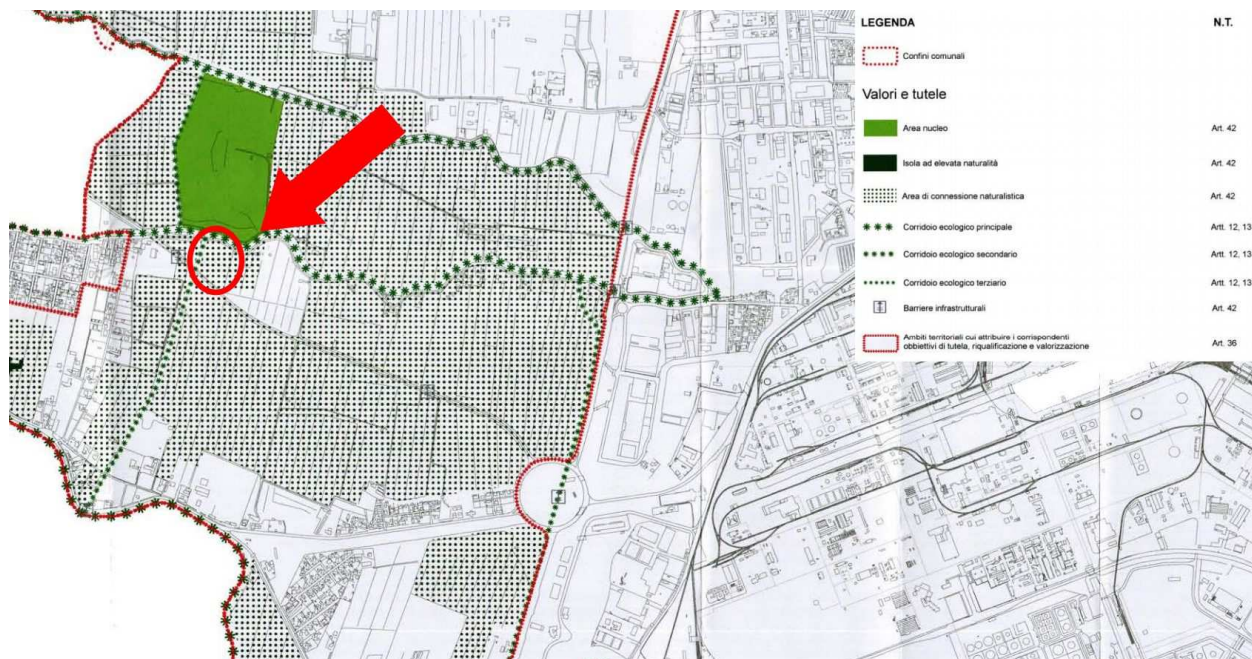 LEGENDA N.T.
Confini comunali
Valori e tutele
Area nucleo Art. 42
Isola ad elevata naturalità Art. 42
Area di connessione naturalistica Art. 42
Corridoio ecologico principale Artt. 12, 13
Corridoio ecologico secondario Artt. 12, 13
Corridoio ecologico terziario Artt. 12, 13
Barriere infrastrutturali Art. 42
Ambiti territoriali cui attribuire i corrispondenti
obbiettivi di tutela, riqualificazione e valorizzazione Art. 36